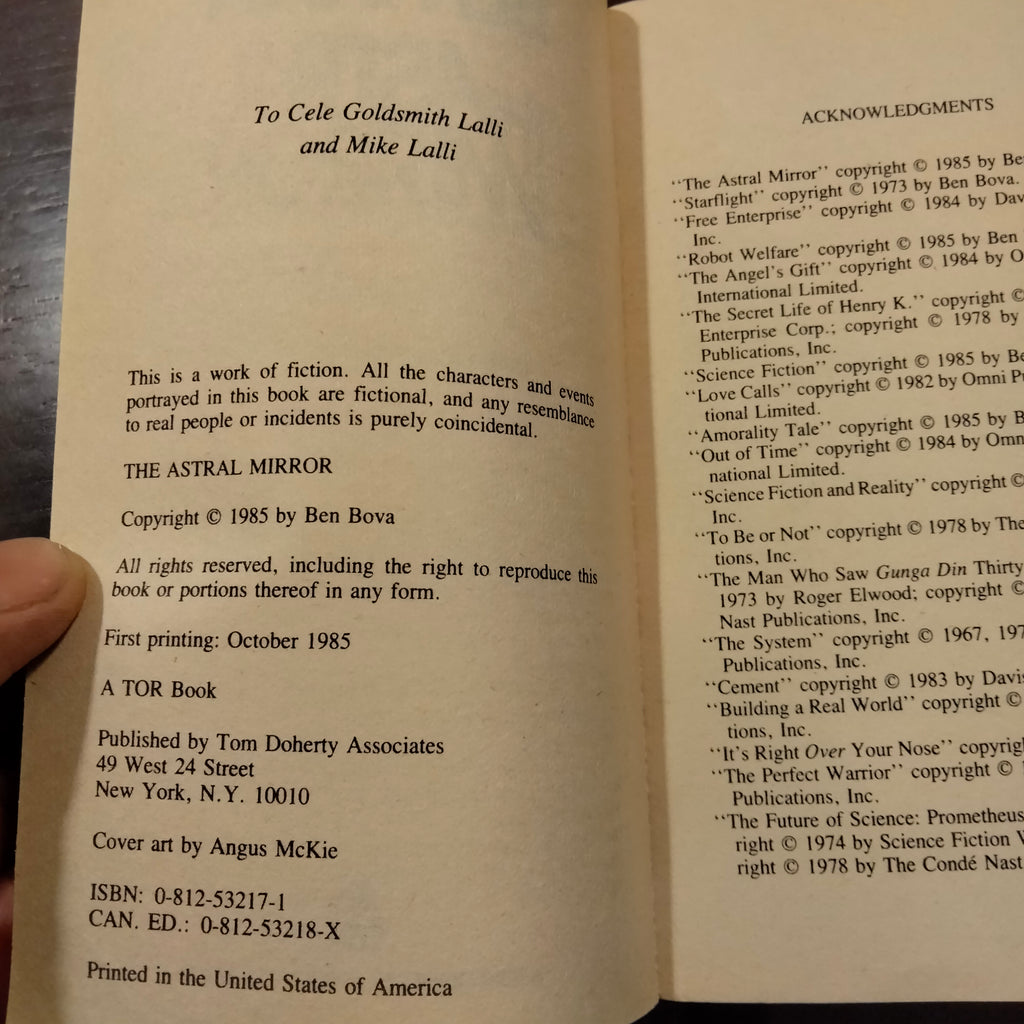 To Cele Goldsmith Lalli
and Mike Lalli
This is a work of fiction. All the characters and events
portrayed in this book are fictional, and any resemblance
to real people or incidents is purely coincidental.
THE ASTRAL MIRROR
Copyright © 1985 by Ben Bova
All rights reserved, including the right to reproduce this
book or portions thereof in any form.
First printing: October 1985
A TOR Book
Published by Tom Doherty Associates
49 West 24 Street
New York, N.Y. 10010
Cover art by Angus McKie
ISBN: 0-812-53217-1
CAN. ED.: 0-812-53218-X
Printed in the United States of America
ACKNOWLEDGMENTS
"The Astral Mirror" copyright © 1985 by Be
"Starflight" copyright © 1973 by Ben Bova.
"Free Enterprise" copyright © 1984 by Dav
Inc.
"Robot Welfare" copyright © 1985 by Ben
"The Angel's Gift" copyright © 1984 by O
International Limited.
"The Secret Life of Henry K." copyright ©
Enterprise Corp.; copyright © 1978 by
Publications, Inc.
"Science Fiction" copyright © 1985 by Be
"Love Calls" copyright © 1982 by Omni Pu
tional Limited.
"Amorality Tale" copyright © 1985 by B
"Out of Time" copyright © 1984 by Omn
national Limited.
"Science Fiction and Reality" copyright ©
Inc.
"To Be or Not" copyright © 1978 by The
tions, Inc.
"The Man Who Saw Gunga Din Thirty
1973 by Roger Elwood; copyright ©
Nast Publications, Inc.
"The System" copyright © 1967, 197
Publications, Inc.
"Cement" copyright © 1983 by Davis
"Building a Real World" copyright ©
tions, Inc.
"It's Right Over Your Nose" copyrig
"The Perfect Warrior" copyright ©
Publications, Inc.
"The Future of Science: Prometheus
right © 1974 by Science Fiction W
right © 1978 by The Condé Nast